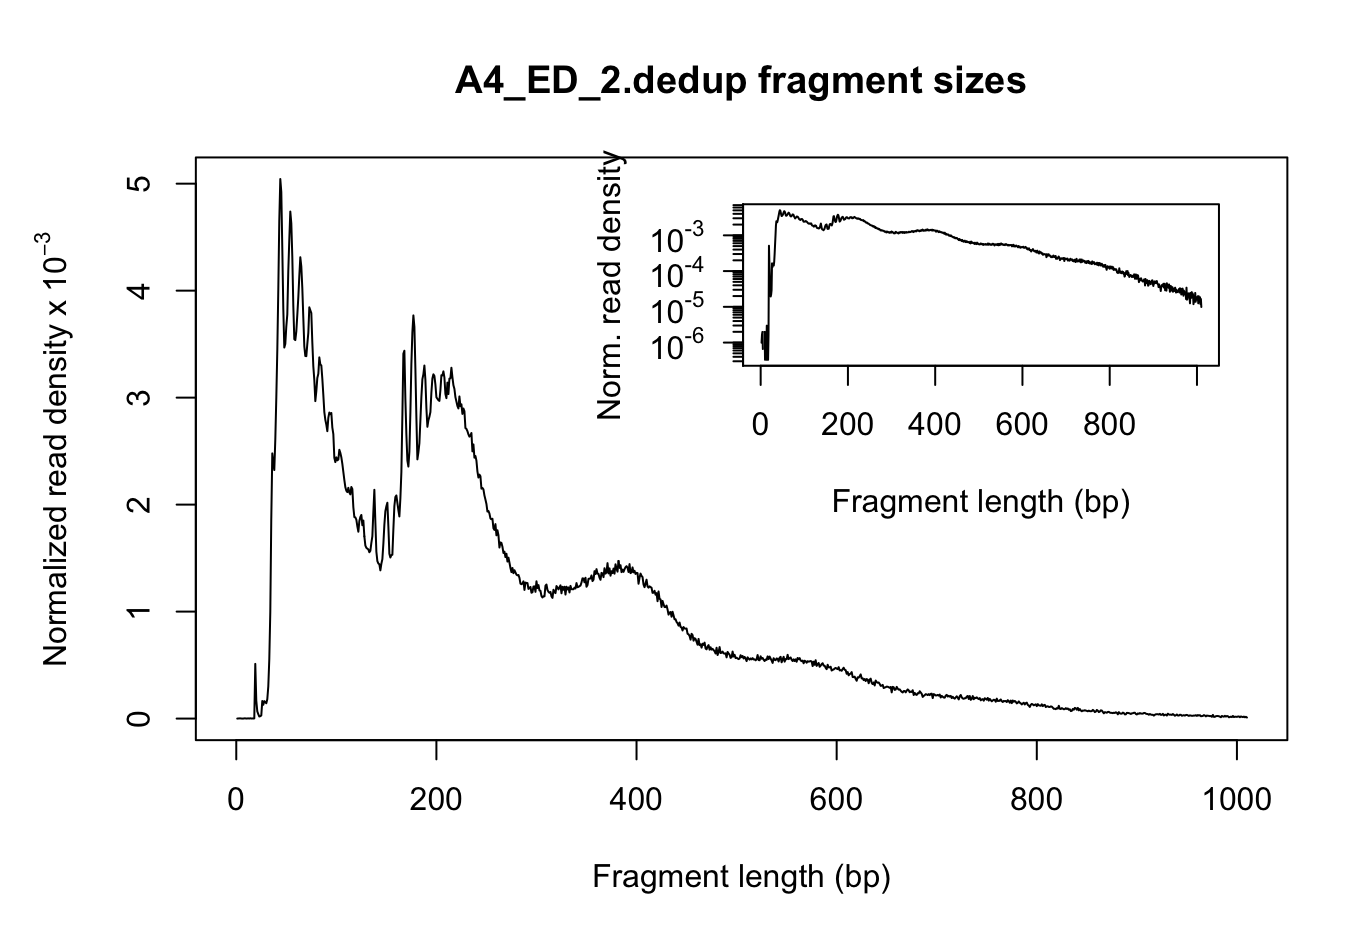 A4_ED_2.dedup fragment sizes
Normalized read density x 10⁻³
5
4
3
2
1
0
0 200 400 600 800 1000
Fragment length (bp)
Norm. read density
10⁻³
10⁻⁴
10⁻⁵
10⁻⁶
0 200 400 600 800
Fragment length (bp)